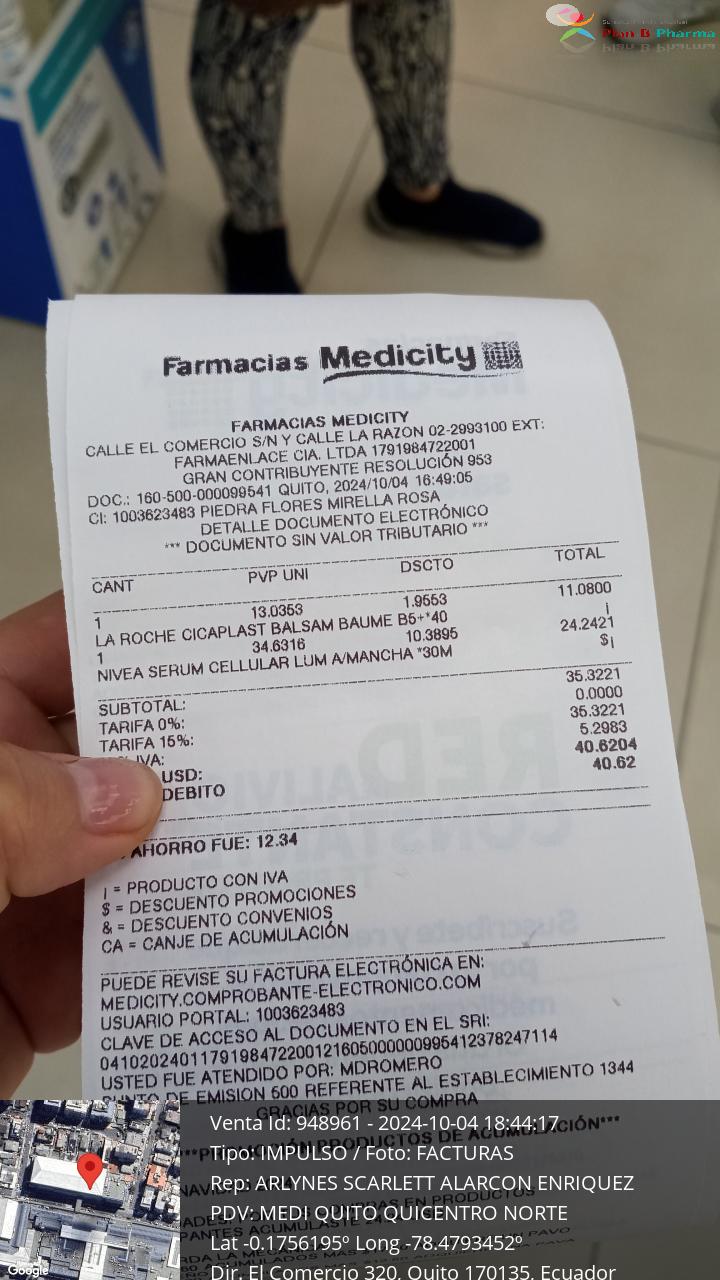 Plan B Pharma
Farmacias Medicity
FARMACIAS MEDICITY
CALLE EL COMERCIO S/N Y CALLE LA RAZON 02-2993100 EXT:
FARMAENLACE CIA. LTDA 1791984722001
GRAN CONTRIBUYENTE RESOLUCIÓN 953
DOC.: 160-500-000099541 QUITO, 2024/10/04 16:49:05
CI: 1003623483 PIEDRA FLORES MIRELLA ROSA
DETALLE DOCUMENTO ELECTRÓNICO
*** DOCUMENTO SIN VALOR TRIBUTARIO ***
CANT PVP UNI DSCTO TOTAL
1 13.0353 1.9553 11.0800
LA ROCHE CICAPLAST BALSAM BAUME B5+*40 ¡
1 34.6316 10.3895 24.2421
NIVEA SERUM CELLULAR LUM A/MANCHA *30M $¡
SUBTOTAL: 35.3221
TARIFA 0%: 0.0000
TARIFA 15%: 35.3221
IVA: 5.2983
USD: 40.6204
DEBITO 40.62
AHORRO FUE: 12.34
¡ = PRODUCTO CON IVA
$ = DESCUENTO PROMOCIONES
& = DESCUENTO CONVENIOS
CA = CANJE DE ACUMULACIÓN
PUEDE REVISE SU FACTURA ELECTRÓNICA EN:
MEDICITY.COMPROBANTE-ELECTRONICO.COM
USUARIO PORTAL: 1003623483
CLAVE DE ACCESO AL DOCUMENTO EN EL SRI:
0410202401179198472200121605000000995412378247114
USTED FUE ATENDIDO POR: MDROMERO
PUNTO DE EMISION 500 REFERENTE AL ESTABLECIMIENTO 1344
GRACIAS POR SU COMPRA
***PROMOCIÓN PRODUCTOS DE ACUMULACIÓN***
Venta Id: 948961 - 2024-10-04 18:44:17
Tipo: IMPULSO / Foto: FACTURAS
Rep: ARLYNES SCARLETT ALARCON ENRIQUEZ
PDV: MEDI QUITO QUICENTRO NORTE
Lat -0.1756195º Long -78.4793452º
Dir. El Comercio 320, Quito 170135, Ecuador
Google